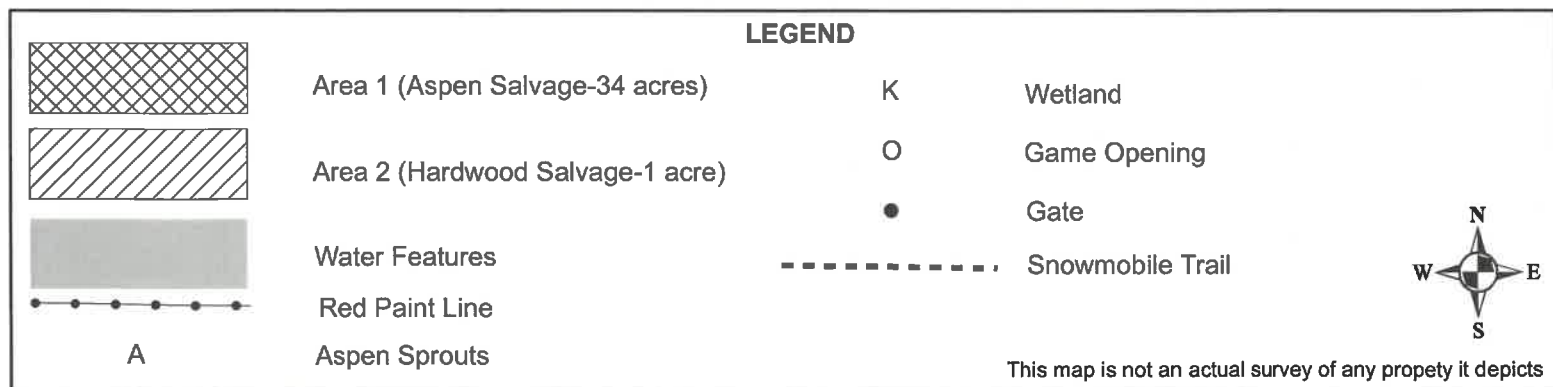 LEGEND
Area 1 (Aspen Salvage-34 acres)
Area 2 (Hardwood Salvage-1 acre)
Water Features
Red Paint Line
A Aspen Sprouts
K Wetland
O Game Opening
Gate
Snowmobile Trail
N
W E
S
This map is not an actual survey of any propety it depicts